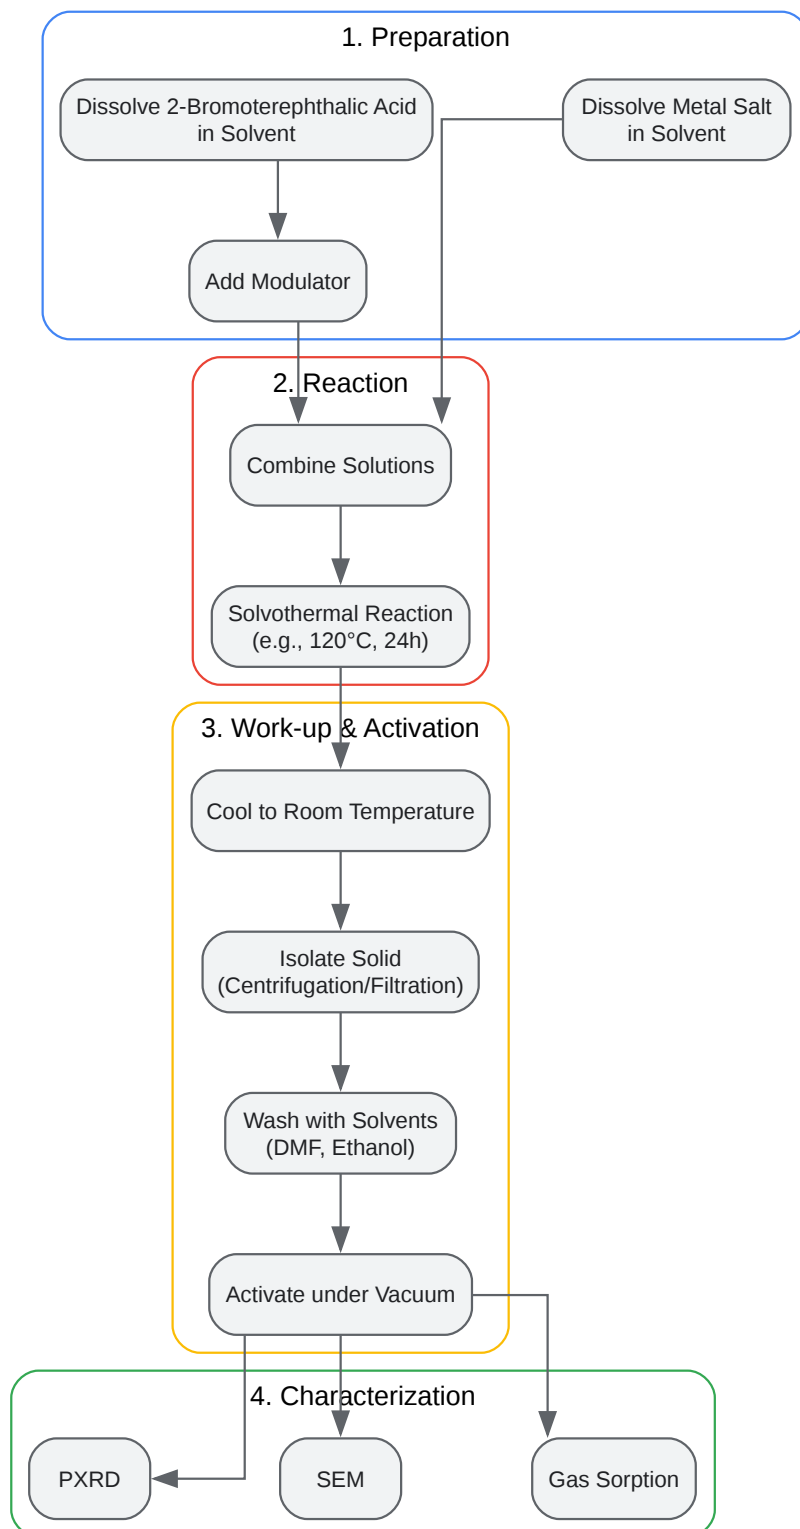 1. Preparation
Dissolve 2-Bromoterephthalic Acid
in Solvent
Dissolve Metal Salt
in Solvent
Add Modulator
2. Reaction
Combine Solutions
Solvothermal Reaction
(e.g., 120°C, 24h)
3. Work-up & Activation
Cool to Room Temperature
Isolate Solid
(Centrifugation/Filtration)
Wash with Solvents
(DMF, Ethanol)
Activate under Vacuum
4. Characterization
PXRD
SEM
Gas Sorption